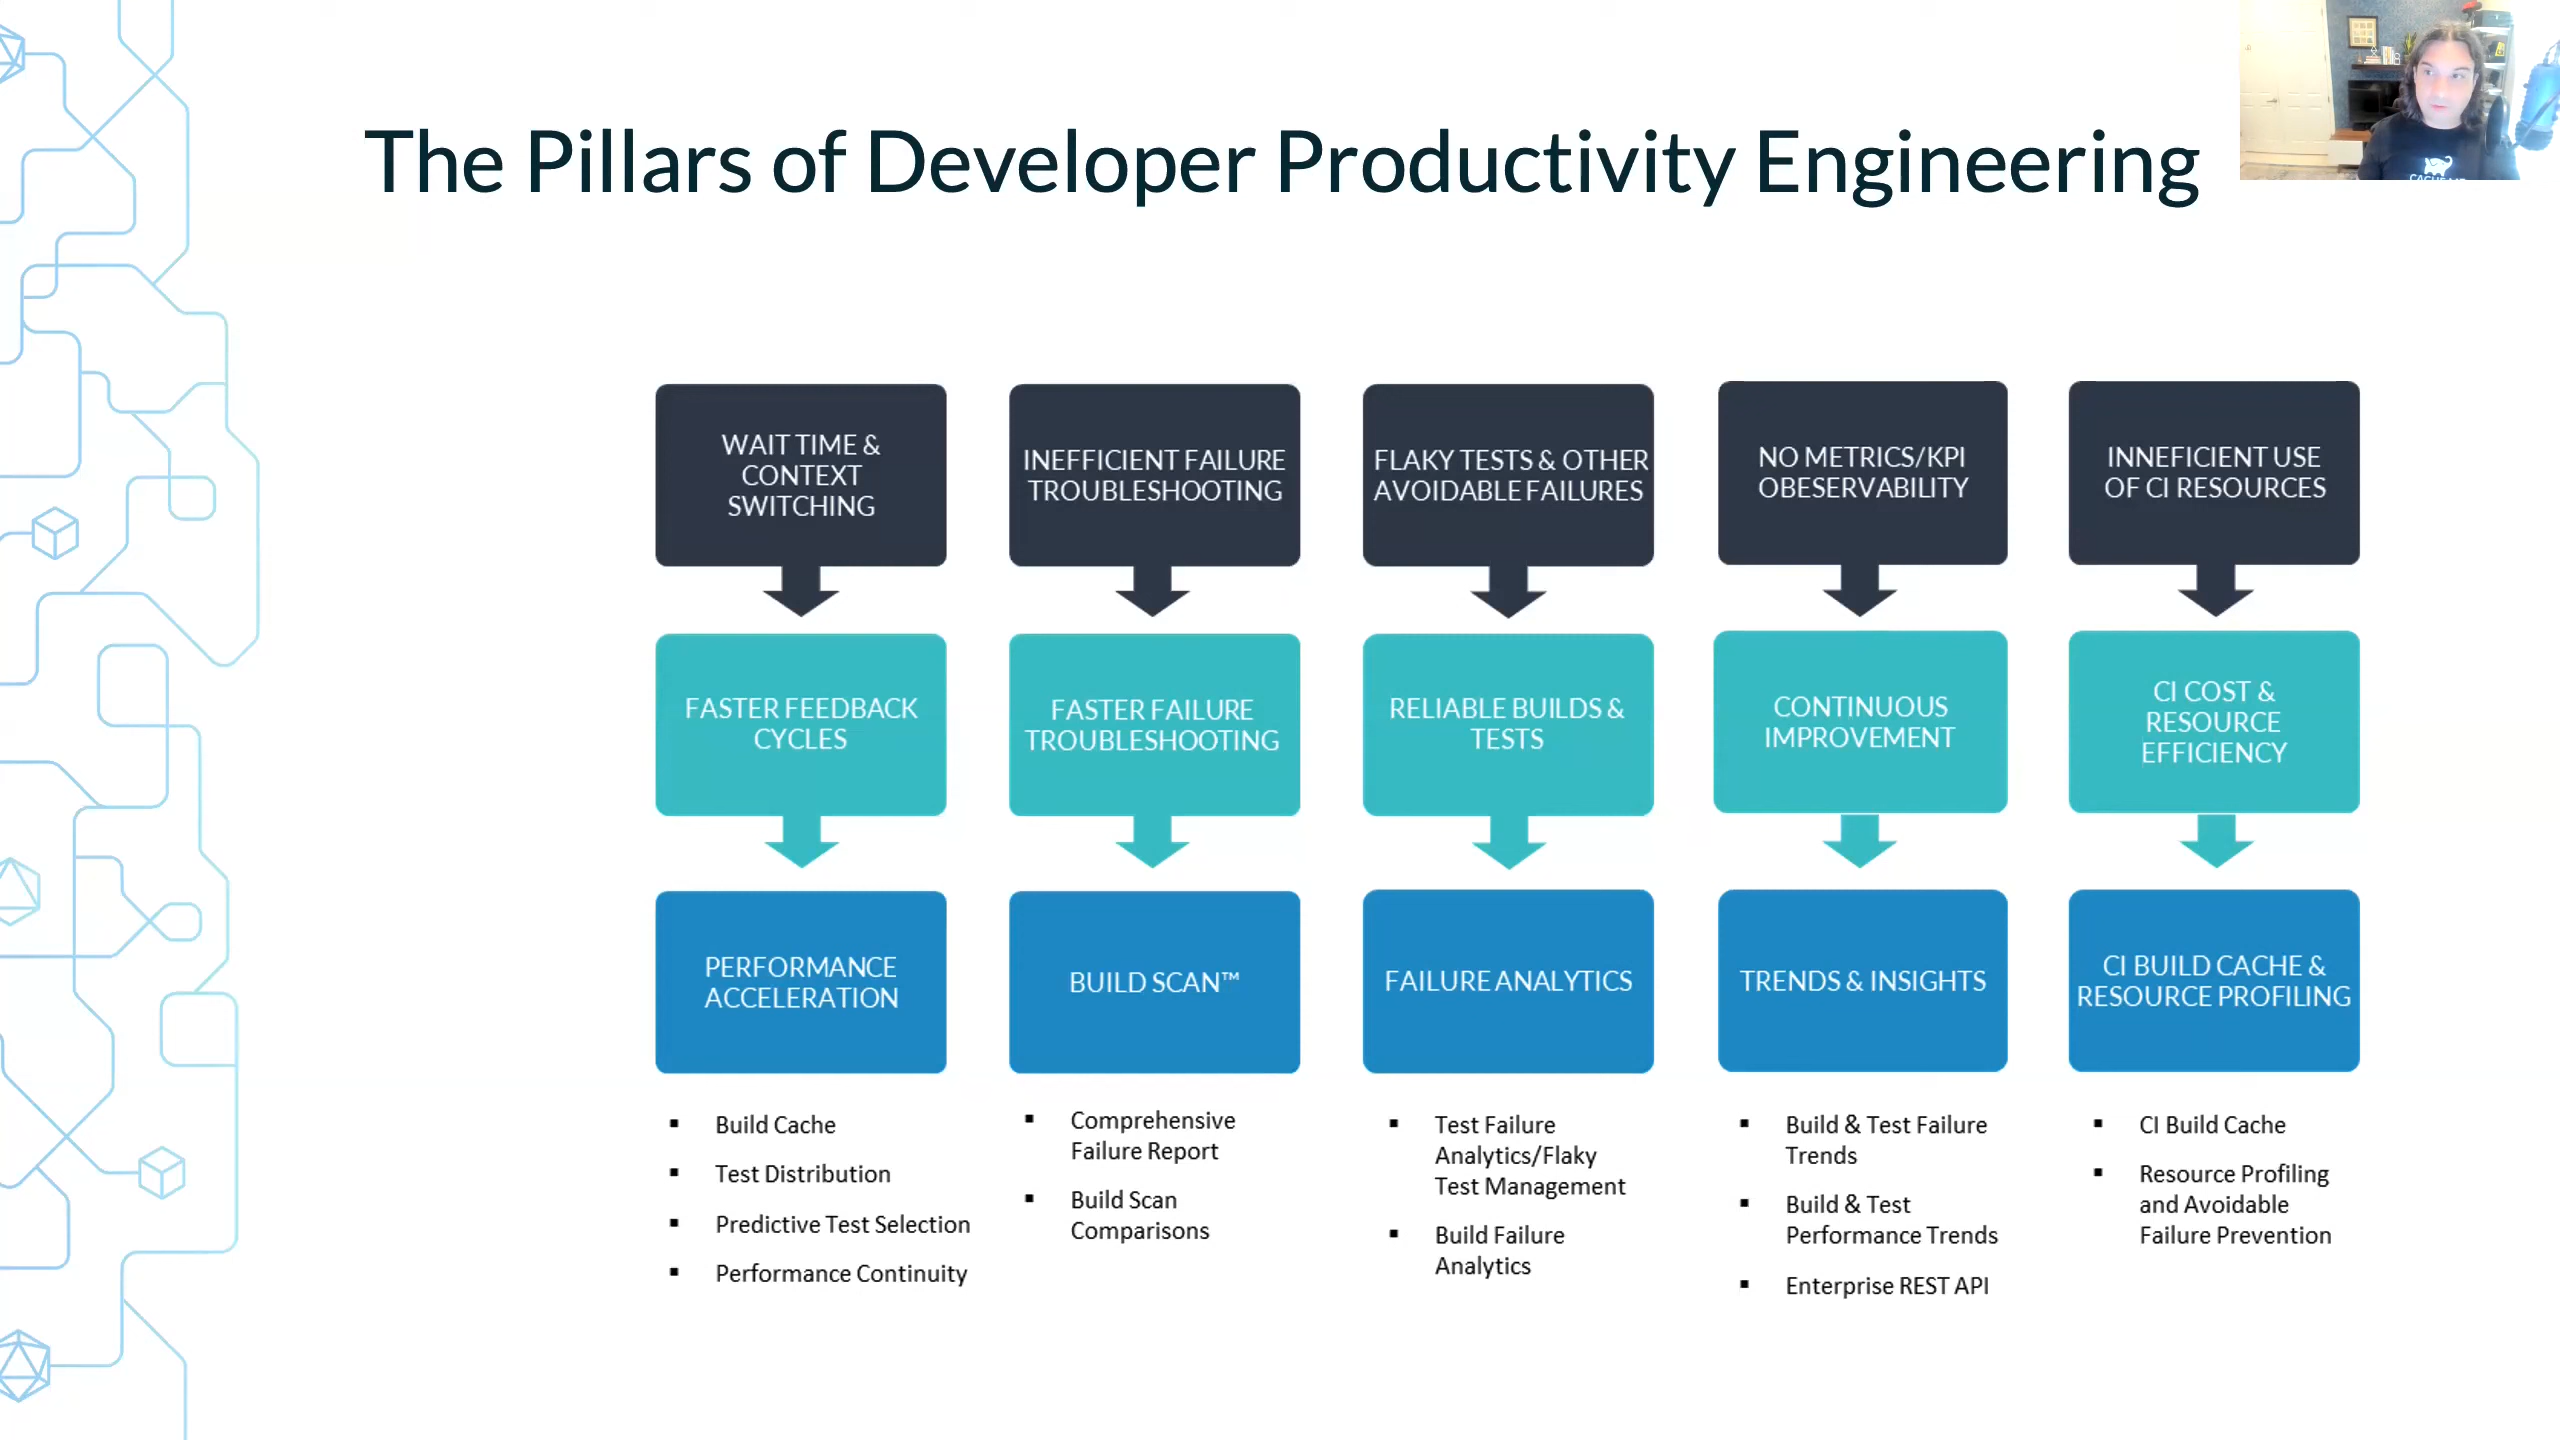 The Pillars of Developer Productivity Engineering
WAIT TIME &
CONTEXT
SWITCHING
INEFFICIENT FAILURE
TROUBLESHOOTING
FLAKY TESTS & OTHER
AVOIDABLE FAILURES
NO METRICS/KPI
OBESERVABILITY
INNEFICIENT USE
OF CI RESOURCES
FASTER FEEDBACK
CYCLES
FASTER FAILURE
TROUBLESHOOTING
RELIABLE BUILDS &
TESTS
CONTINUOUS
IMPROVEMENT
CI COST &
RESOURCE
EFFICIENCY
PERFORMANCE
ACCELERATION
BUILD SCAN™
FAILURE ANALYTICS
TRENDS & INSIGHTS
CI BUILD CACHE &
RESOURCE PROFILING
▪ Build Cache
▪ Test Distribution
▪ Predictive Test Selection
▪ Performance Continuity
▪ Comprehensive
Failure Report
▪ Build Scan
Comparisons
▪ Test Failure
Analytics/Flaky
Test Management
▪ Build Failure
Analytics
▪ Build & Test Failure
Trends
▪ Build & Test
Performance Trends
▪ Enterprise REST API
▪ CI Build Cache
▪ Resource Profiling
and Avoidable
Failure Prevention